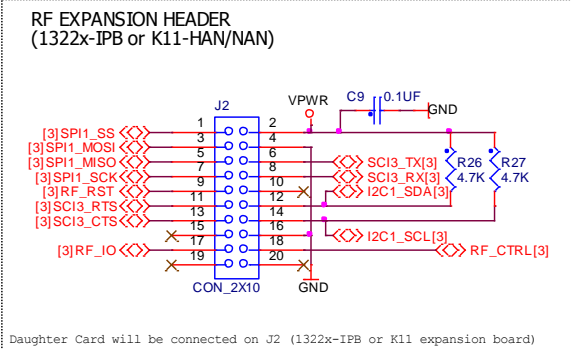 RF EXPANSION HEADER
(1322x-IPB or K11-HAN/NAN)
J2
VPWR
C9
0.1UF
GND
1
2
[3]SPI1_SS
3
4
[3]SPI1_MOSI
5
6
[3]SPI1_MISO
SCI3_TX[3]
R26
R27
7
8
[3]SPI1_SCK
SCI3_RX[3]
4.7K
4.7K
9
10
[3]RF_RST
I2C1_SDA[3]
11
12
[3]SCI3_RTS
13
14
[3]SCI3_CTS
15
16
I2C1_SCL[3]
17
18
[3]RF_IO
RF_CTRL[3]
19
20
CON_2X10
GND
Daughter Card will be connected on J2 (1322x-IPB or K11 expansion board)